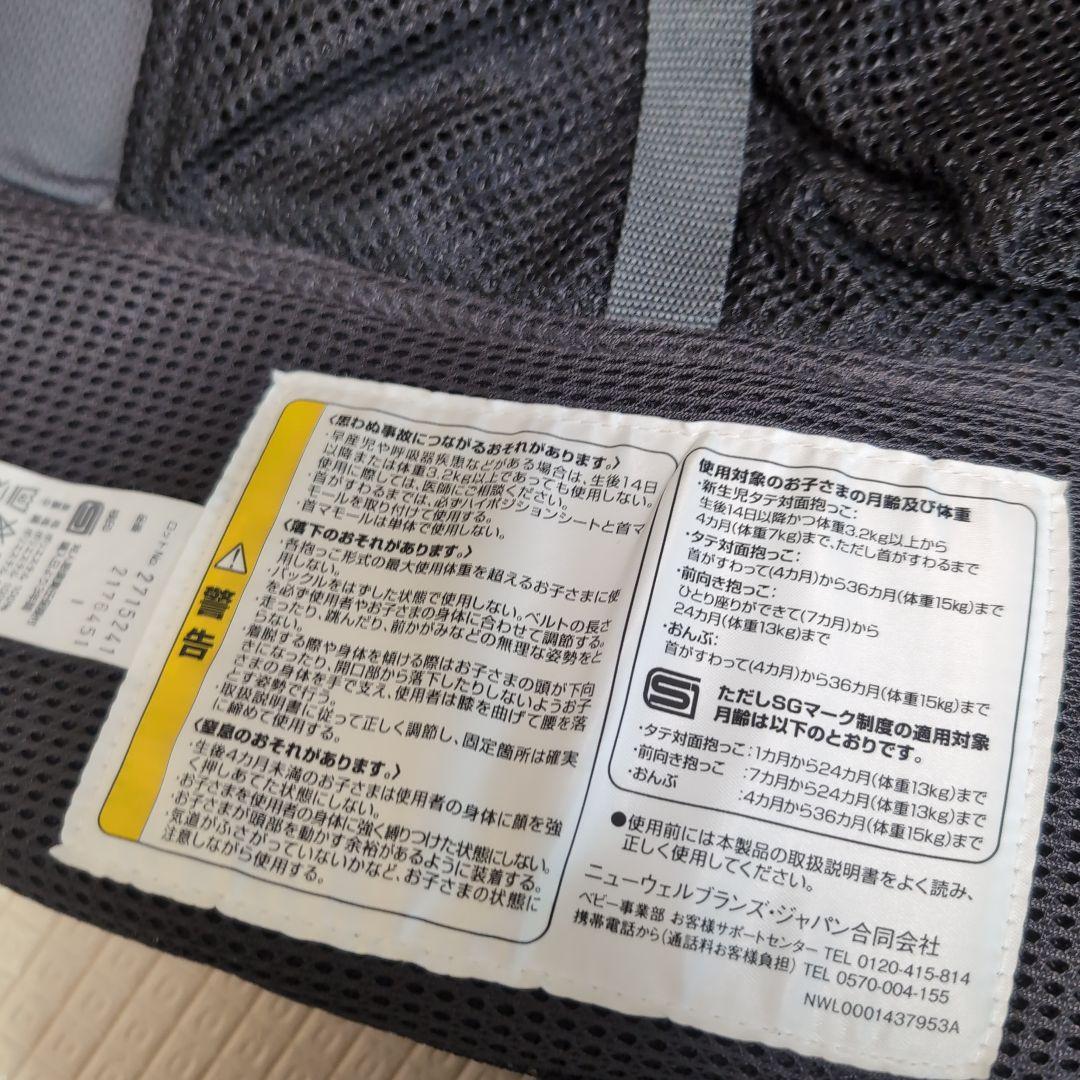 警告
〈思わぬ事故につながるおそれがあります。〉
・早産児や呼吸器疾患などがある場合は、生後14日
以降または体重3.2kg以上であっても使用しない。
使用に際しては、医師にご相談ください。
・首がすわるまでは、必ずハイポジションシートと首マ
モールを取り付けて使用する。
・首マモールは単体で使用しない。
〈落下のおそれがあります。〉
・各抱っこ形式の最大使用体重を超えるお子さまに使
用しない。
・バックルをはずした状態で使用しない。ベルトの長さ
を必ず使用者やお子さまの身体に合わせて調節する。
・走ったり、跳んだり、前かがみなどの無理な姿勢をと
らない。
・着脱する際や身体を傾ける際はお子さまの頭が下向
きになったり、開口部から落下したりしないようお子
さまの身体を手で支え、使用者は膝を曲げて腰を落
とす姿勢で行う。
・取扱説明書に従って正しく調節し、固定箇所は確実
に締めて使用する。
〈窒息のおそれがあります。〉
・生後4カ月未満のお子さまは使用者の身体に顔を強
く押しあてた状態にしない。
お子さまを使用者の身体に強く縛りつけた状態にしない。
お子さまが頭部を動かす余裕があるように装着する。
気道がふさがっていないかなど、お子さまの状態に
注意しながら使用する。
使用対象のお子さまの月齢及び体重
・新生児タテ対面抱っこ:
生後14日以降かつ体重3.2kg以上から
4カ月(体重7kg)まで、ただし首がすわるまで
・タテ対面抱っこ:
首がすわって(4カ月)から36カ月(体重15kg)まで
・前向き抱っこ:
ひとり座りができて(7カ月)から
24カ月(体重13kg)まで
・おんぶ:
首がすわって(4カ月)から36カ月(体重15kg)まで
ただしSGマーク制度の適用対象
月齢は以下のとおりです。
・タテ対面抱っこ:1カ月から24カ月(体重13kg)まで
・前向き抱っこ :7カ月から24カ月(体重13kg)まで
・おんぶ :4カ月から36カ月(体重15kg)まで
●使用前には本製品の取扱説明書をよく読み、
正しく使用してください。
ニューウェルブランズ・ジャパン合同会社
ベビー事業部 お客様サポートセンター TEL 0120-415-814
携帯電話から(通話料お客様負担) TEL 0570-004-155
NWL0001437953A
Lot No. 2715241
2176451